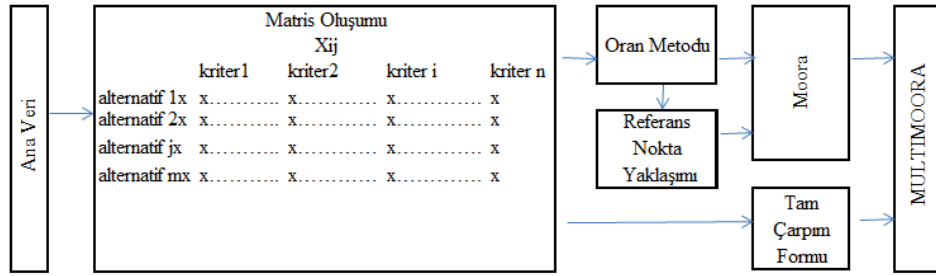 Ana Veri
Matris Oluşumu
Xij
kriter1 kriter2 kriter i kriter n
alternatif 1x x........... x............. x.............. x
alternatif 2x x........... x............. x.............. x
alternatif jx x........... x............. x.............. x
alternatif mx x........... x............. x.............. x
Oran Metodu
Referans
Nokta
Yaklaşımı
Moora
Tam
Çarpım
Formu
MULTIMOORA